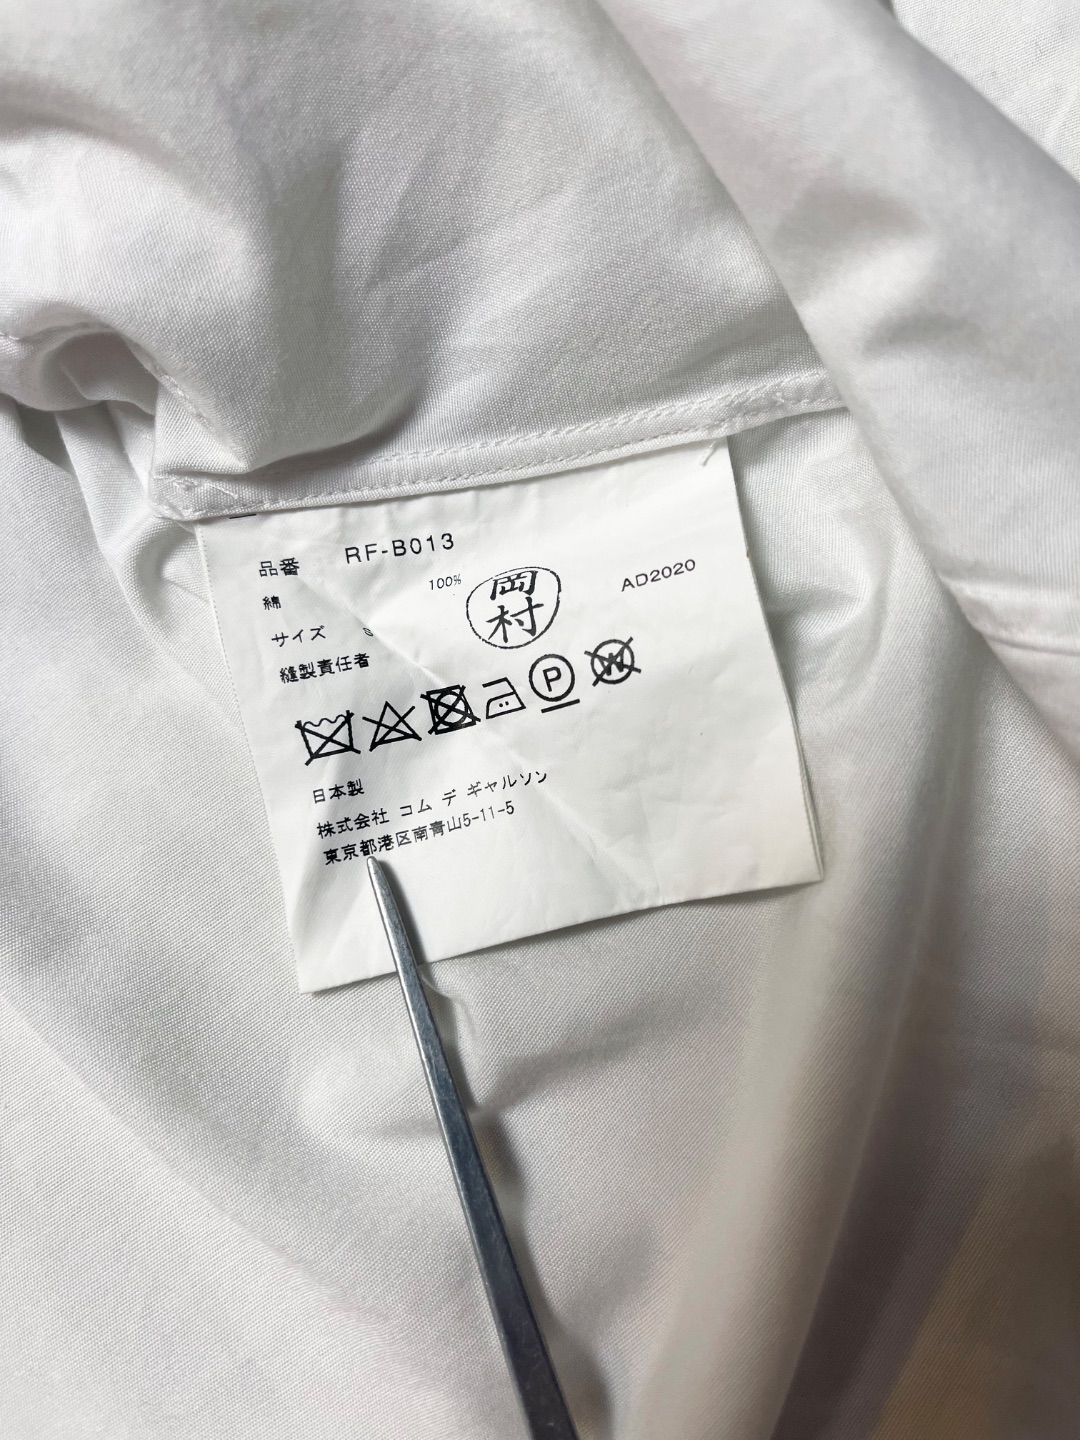 品番 RF-B013
綿 100%
AD2020
サイズ S
縫製責任者
岡村
P
W
日本製
株式会社 コム デ ギャルソン
東京都港区南青山5-11-5